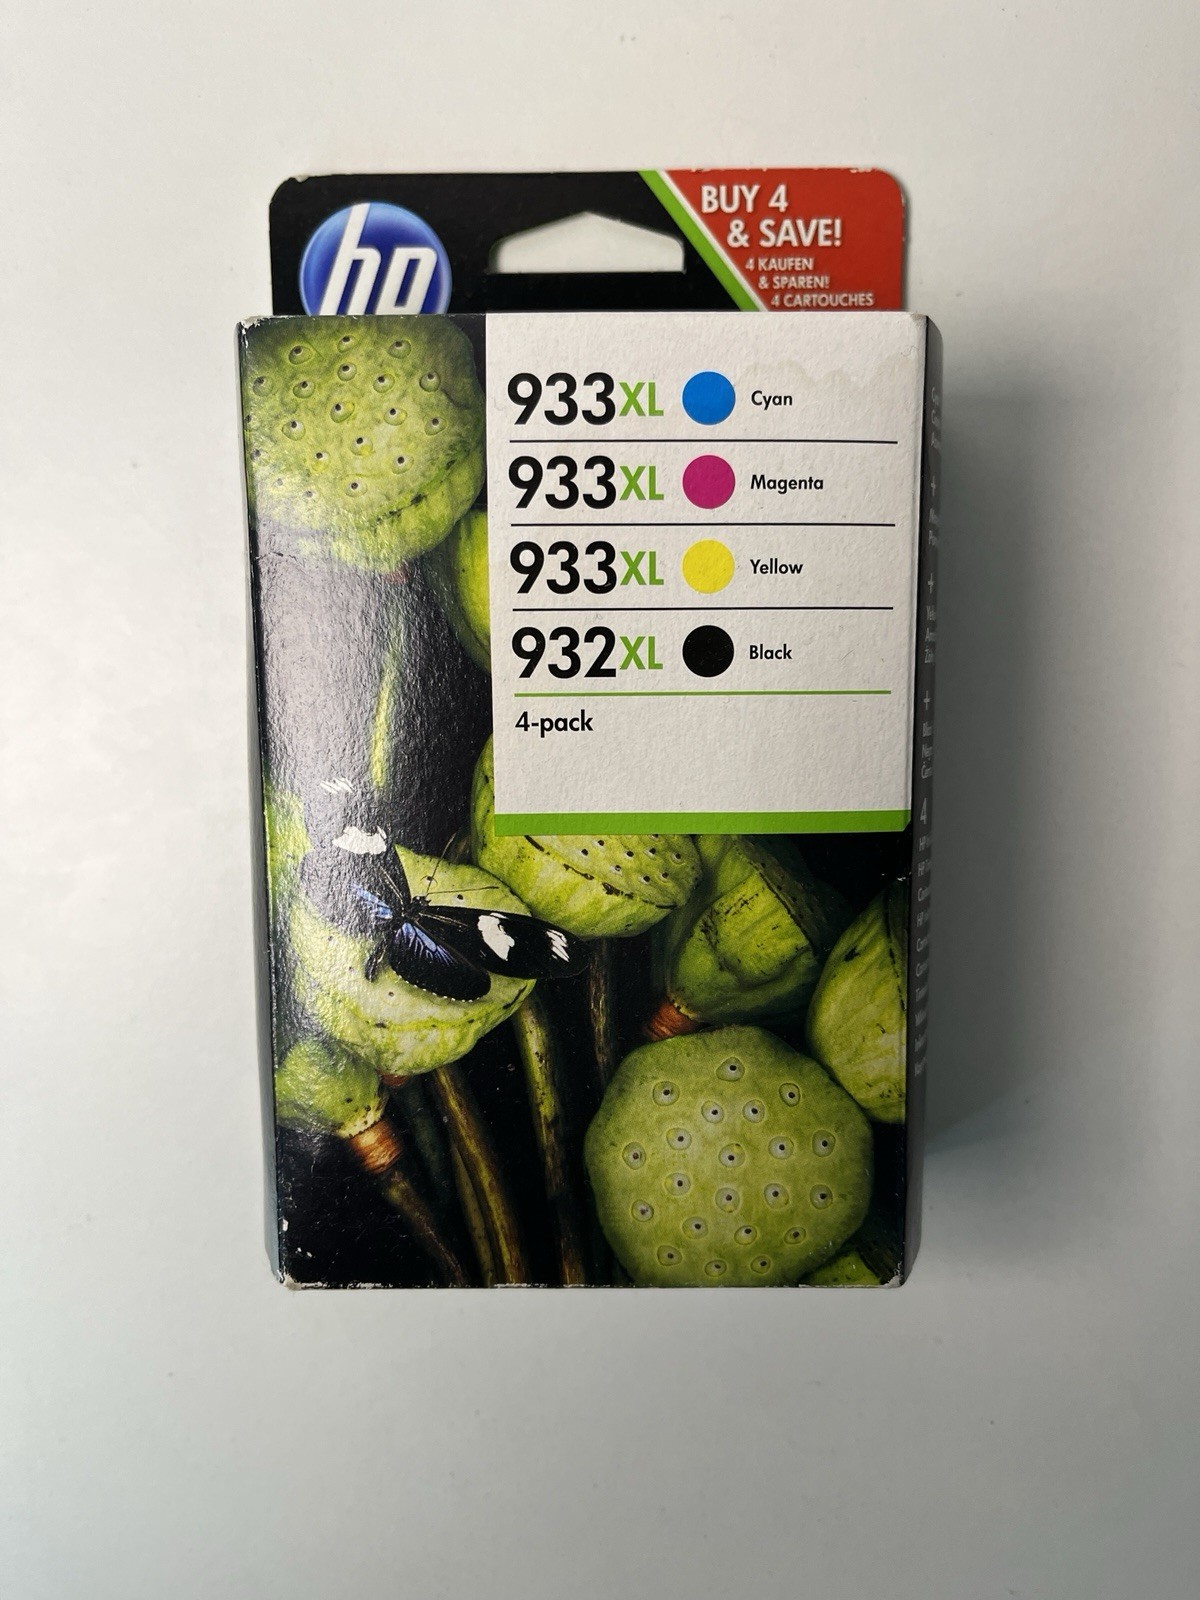 hp
BUY 4
& SAVE!
4 KAUFEN
& SPAREN!
4 CARTOUCHES
933XL Cyan
933XL Magenta
933XL Yellow
932XL Black
4-pack
+
+
+
4